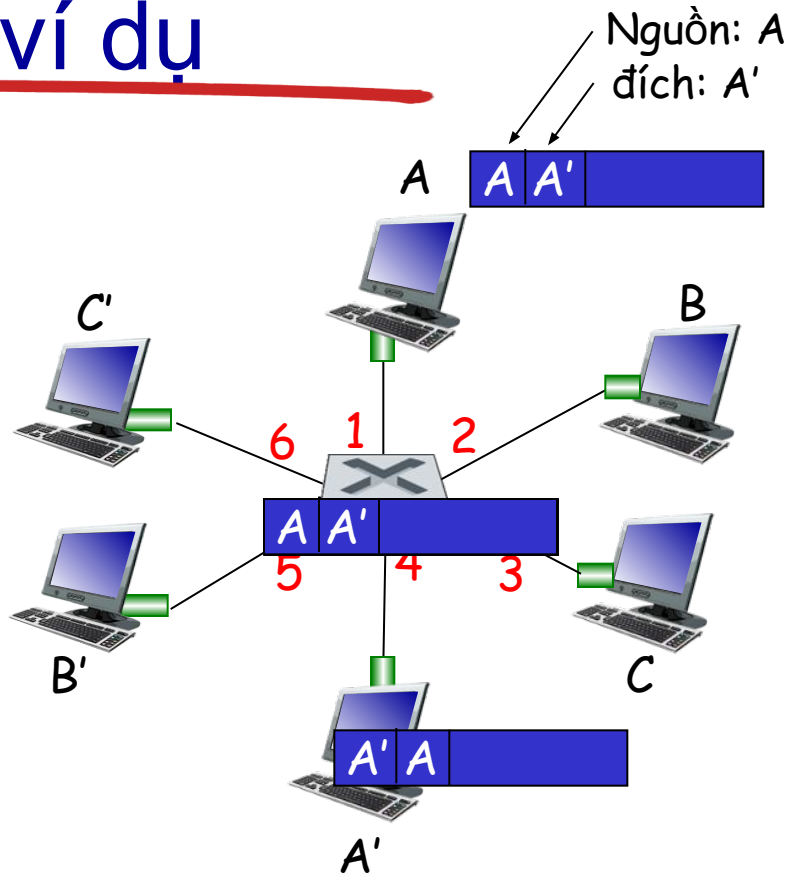 ví dụ
Nguồn: A
đích: A'
A
A A'
C'
B
6 1 2
A A'
5 4 3
B'
C
A' A
A'